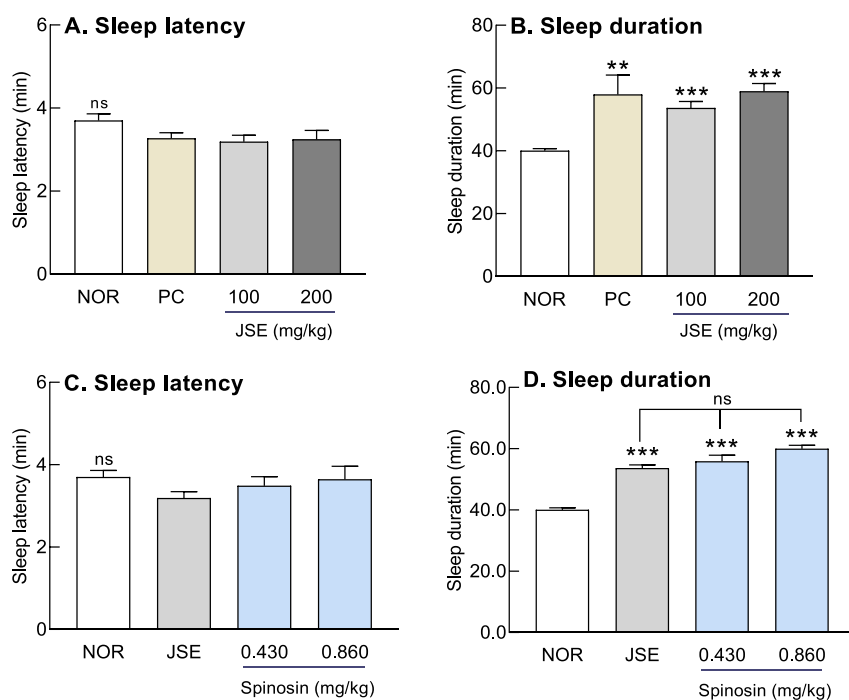 A. Sleep latency
Sleep latency (min)
6
4
2
0
ns
NOR
PC
100
200
JSE (mg/kg)
B. Sleep duration
Sleep duration (min)
80
60
40
20
0
**
***
***
NOR
PC
100
200
JSE (mg/kg)
C. Sleep latency
Sleep latency (min)
6
4
2
0
ns
NOR
JSE
0.430
0.860
Spinosin (mg/kg)
D. Sleep duration
Sleep duration (min)
80.0
60.0
40.0
20.0
0.0
ns
***
***
***
NOR
JSE
0.430
0.860
Spinosin (mg/kg)